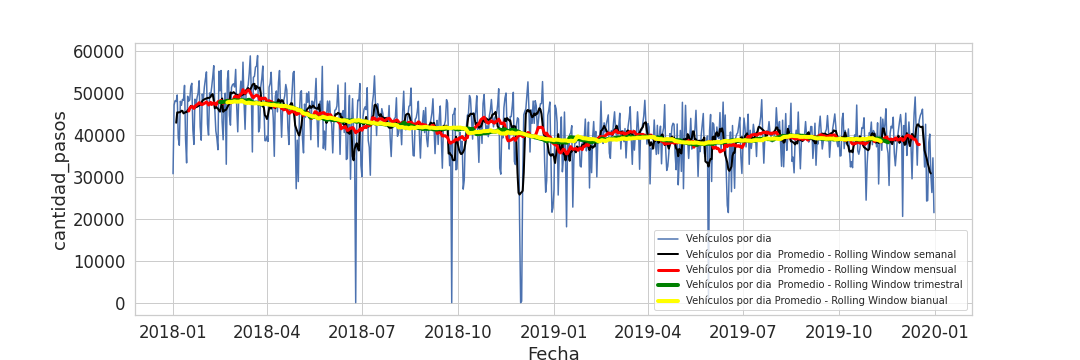 60000
50000
40000
30000
20000
10000
0
cantidad_pasos
2018-01 2018-04 2018-07 2018-10 2019-01 2019-04 2019-07 2019-10 2020-01
Fecha
Vehículos por dia
Vehículos por dia  Promedio - Rolling Window semanal
Vehículos por dia  Promedio - Rolling Window mensual
Vehículos por dia  Promedio - Rolling Window trimestral
Vehículos por dia Promedio - Rolling Window bianual